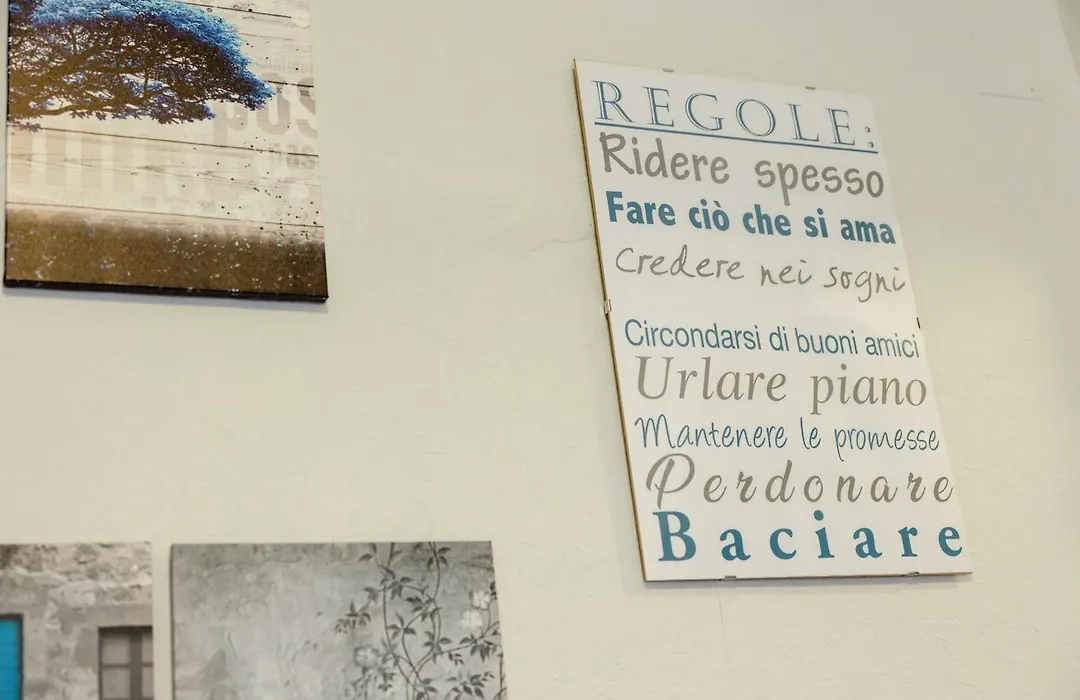 REGOLE:
Ridere spesso
Fare ciò che si ama
Credere nei sogni
Circondarsi di buoni amici
Urlare piano
Mantenere le promesse
Perdonare
Baciare